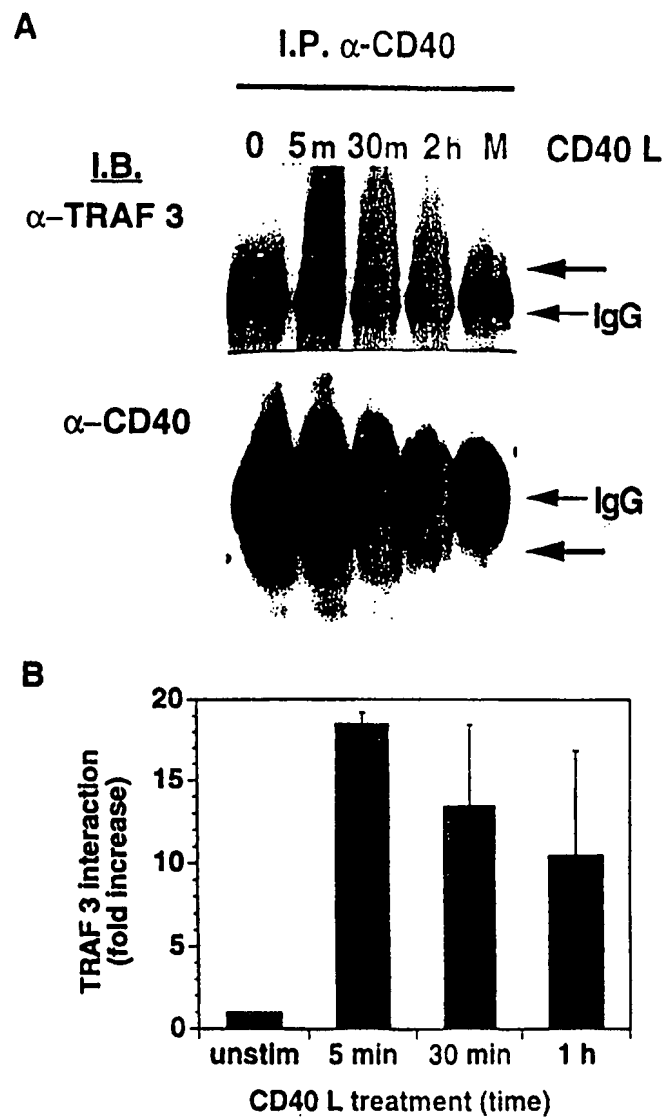 A
I.P. α-CD40
0 5m 30m 2h M CD40 L
I.B.
α-TRAF 3
IgG
α-CD40
IgG
B
20
15
10
5
0
TRAF 3 interaction
(fold increase)
unstim 5 min 30 min 1 h
CD40 L treatment (time)